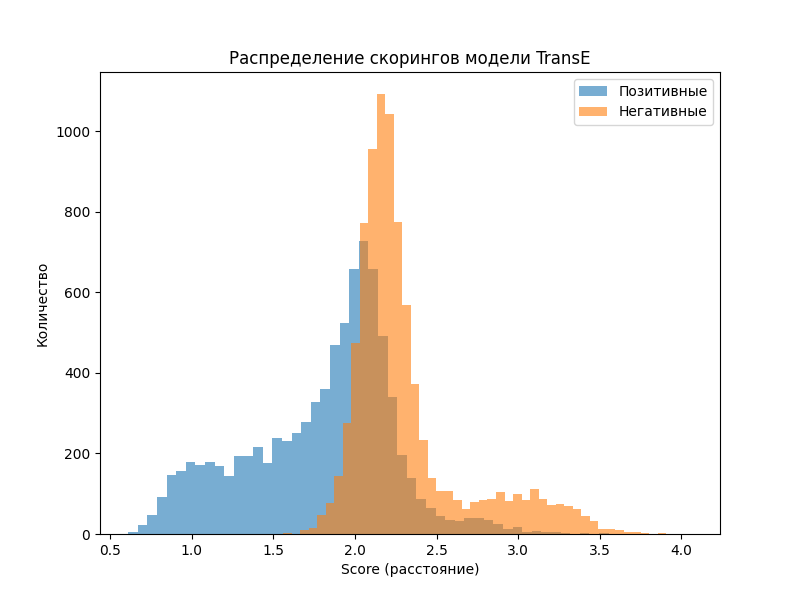 Распределение скорингов модели TransE
Позитивные
Негативные
1000
800
600
400
200
0
Количество
0.5 1.0 1.5 2.0 2.5 3.0 3.5 4.0
Score (расстояние)